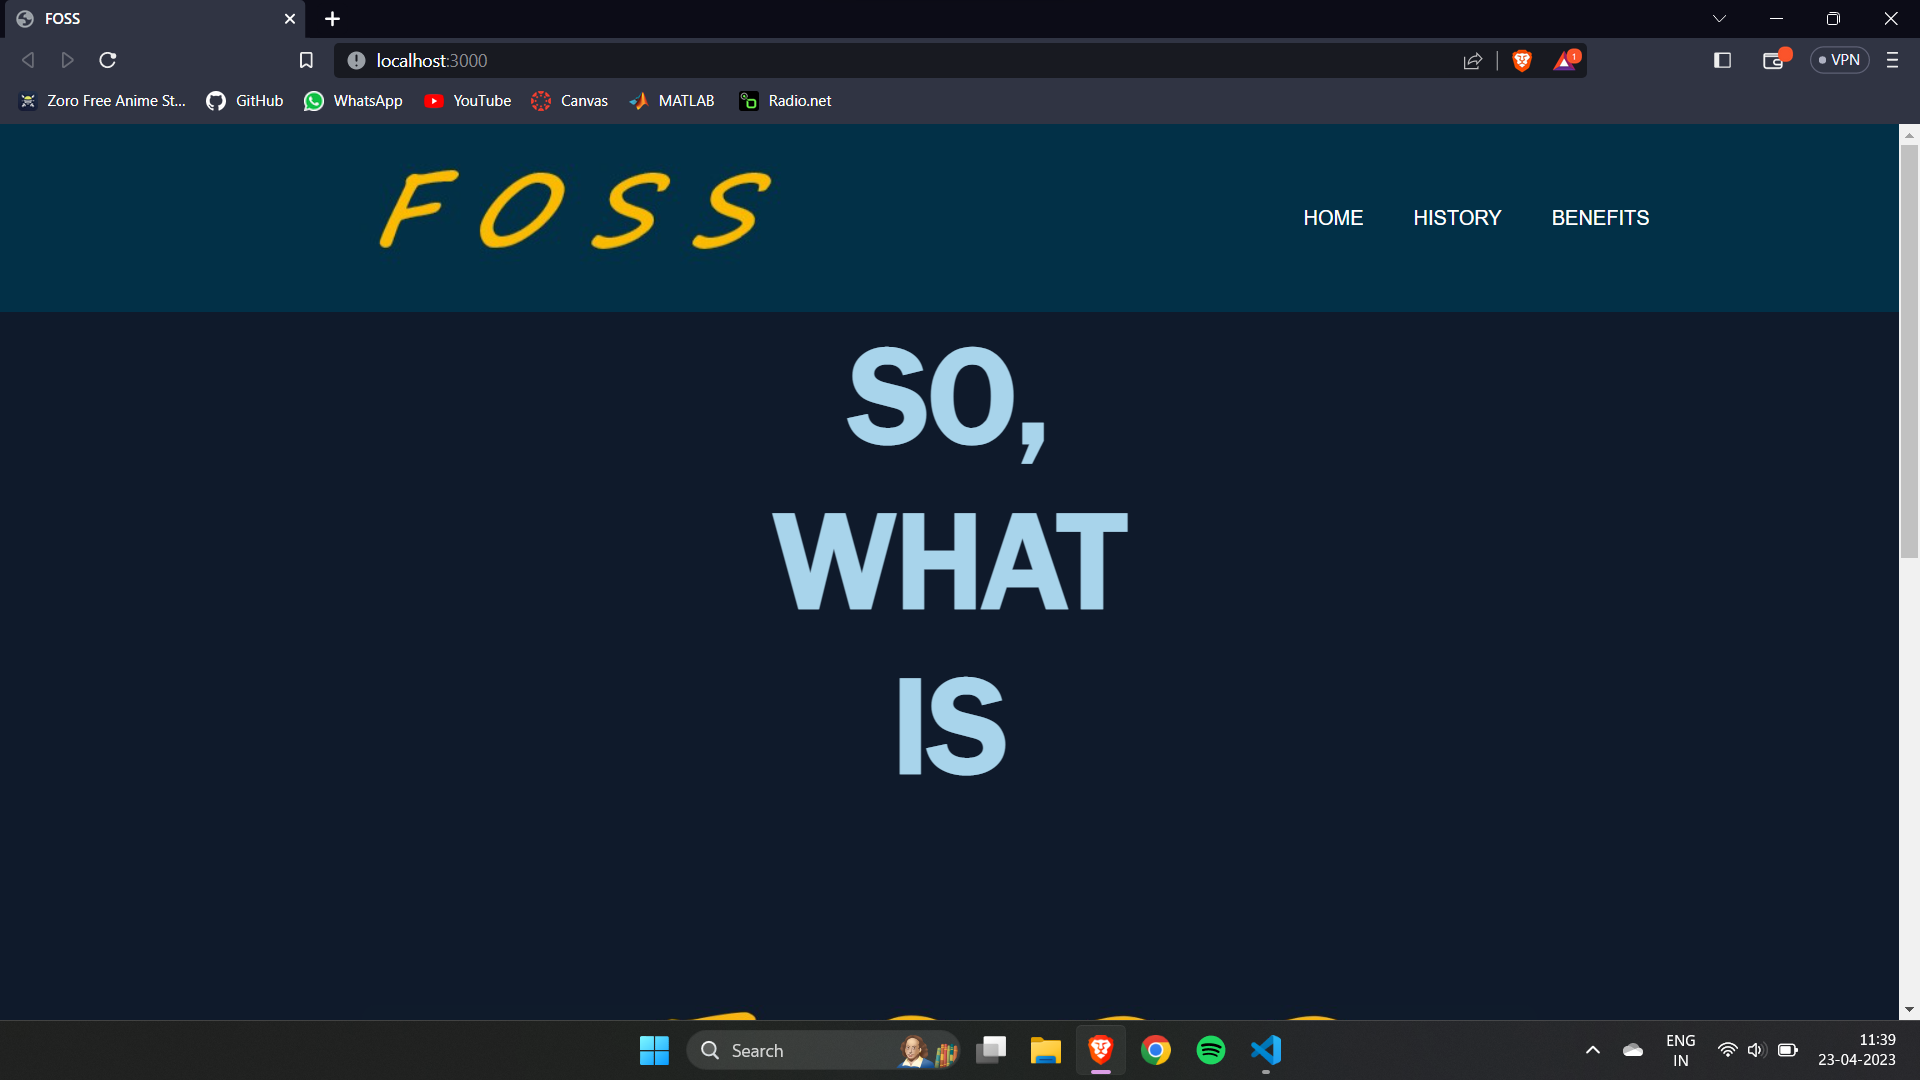 FOSS
localhost:3000
1
VPN
Zoro Free Anime St...
GitHub
WhatsApp
YouTube
Canvas
MATLAB
Radio.net
FOSS
HOME
HISTORY
BENEFITS
SO,
WHAT
IS
Search
ENG
IN
11:39
23-04-2023